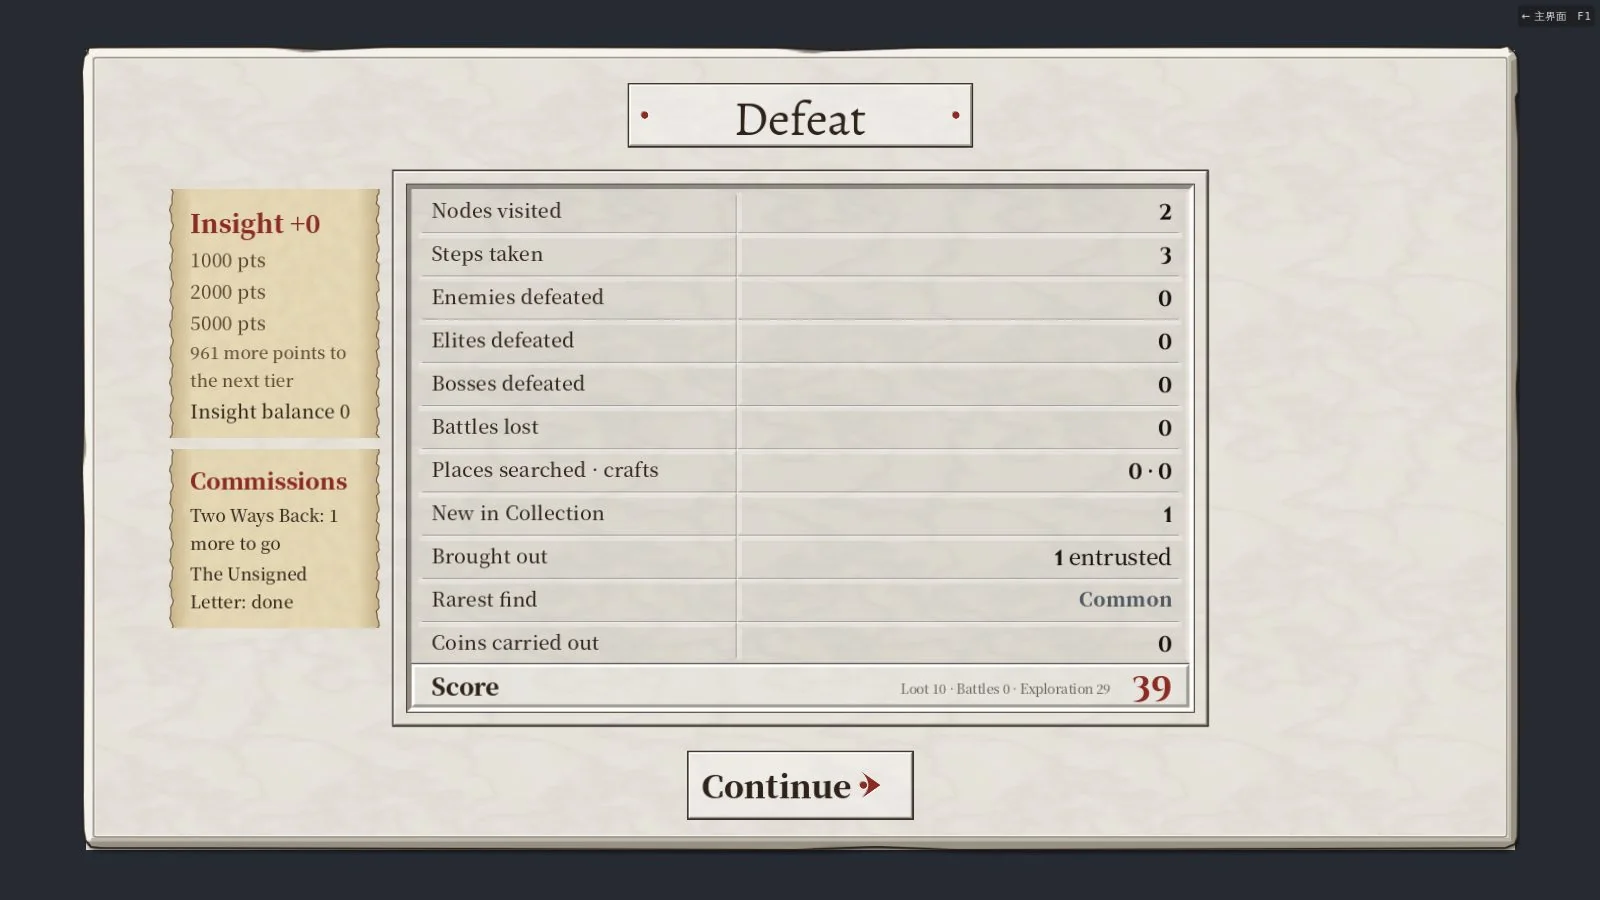 ← 主界面 F1
Defeat
Insight +0
1000 pts
2000 pts
5000 pts
961 more points to
the next tier
Insight balance 0
Commissions
Two Ways Back: 1
more to go
The Unsigned
Letter: done
Nodes visited 2
Steps taken 3
Enemies defeated 0
Elites defeated 0
Bosses defeated 0
Battles lost 0
Places searched · crafts 0 · 0
New in Collection 1
Brought out 1 entrusted
Rarest find Common
Coins carried out 0
Score Loot 10 · Battles 0 · Exploration 29 39
Continue